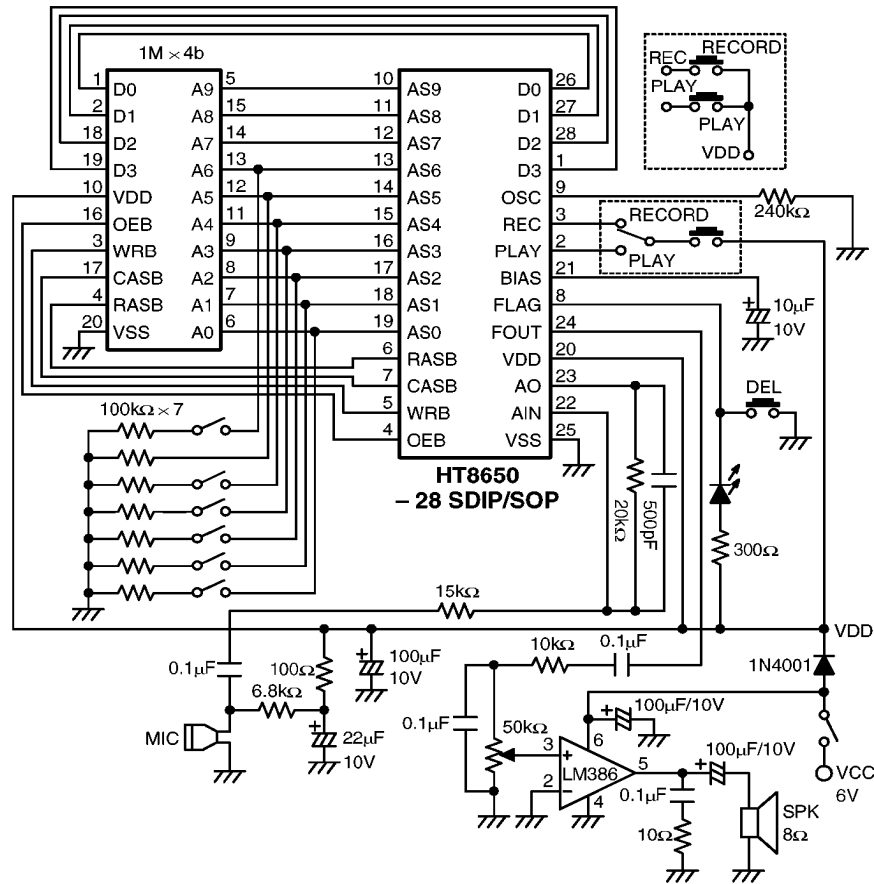 1M × 4b
1 D0 A9 5
2 D1 A8 15
18 D2 A7 14
19 D3 A6 13
10 VDD A5 12
16 OEB A4 11
3 WRB A3 9
17 CASB A2 8
4 RASB A1 7
20 VSS A0 6
10 AS9 D0 26
11 AS8 D1 27
12 AS7 D2 28
13 AS6 D3 1
14 AS5 OSC 9
15 AS4 REC 3
16 AS3 PLAY 2
17 AS2 BIAS 21
18 AS1 FLAG 8
19 AS0 FOUT 24
6 RASB VDD 20
7 CASB AO 23
5 WRB AIN 22
4 OEB VSS 25
HT8650
– 28 SDIP/SOP
REC RECORD
PLAY
PLAY
VDD
240kΩ
RECORD
PLAY
10μF
10V
DEL
100kΩ × 7
20kΩ
500pF
300Ω
15kΩ
VDD
0.1μF
100Ω
100μF
10V
6.8kΩ
MIC
22μF
10V
10kΩ
0.1μF
1N4001
0.1μF
50kΩ
100μF/10V
3 +
6
LM386
2 –
4
5
100μF/10V
VCC
6V
0.1μF
10Ω
SPK
8Ω